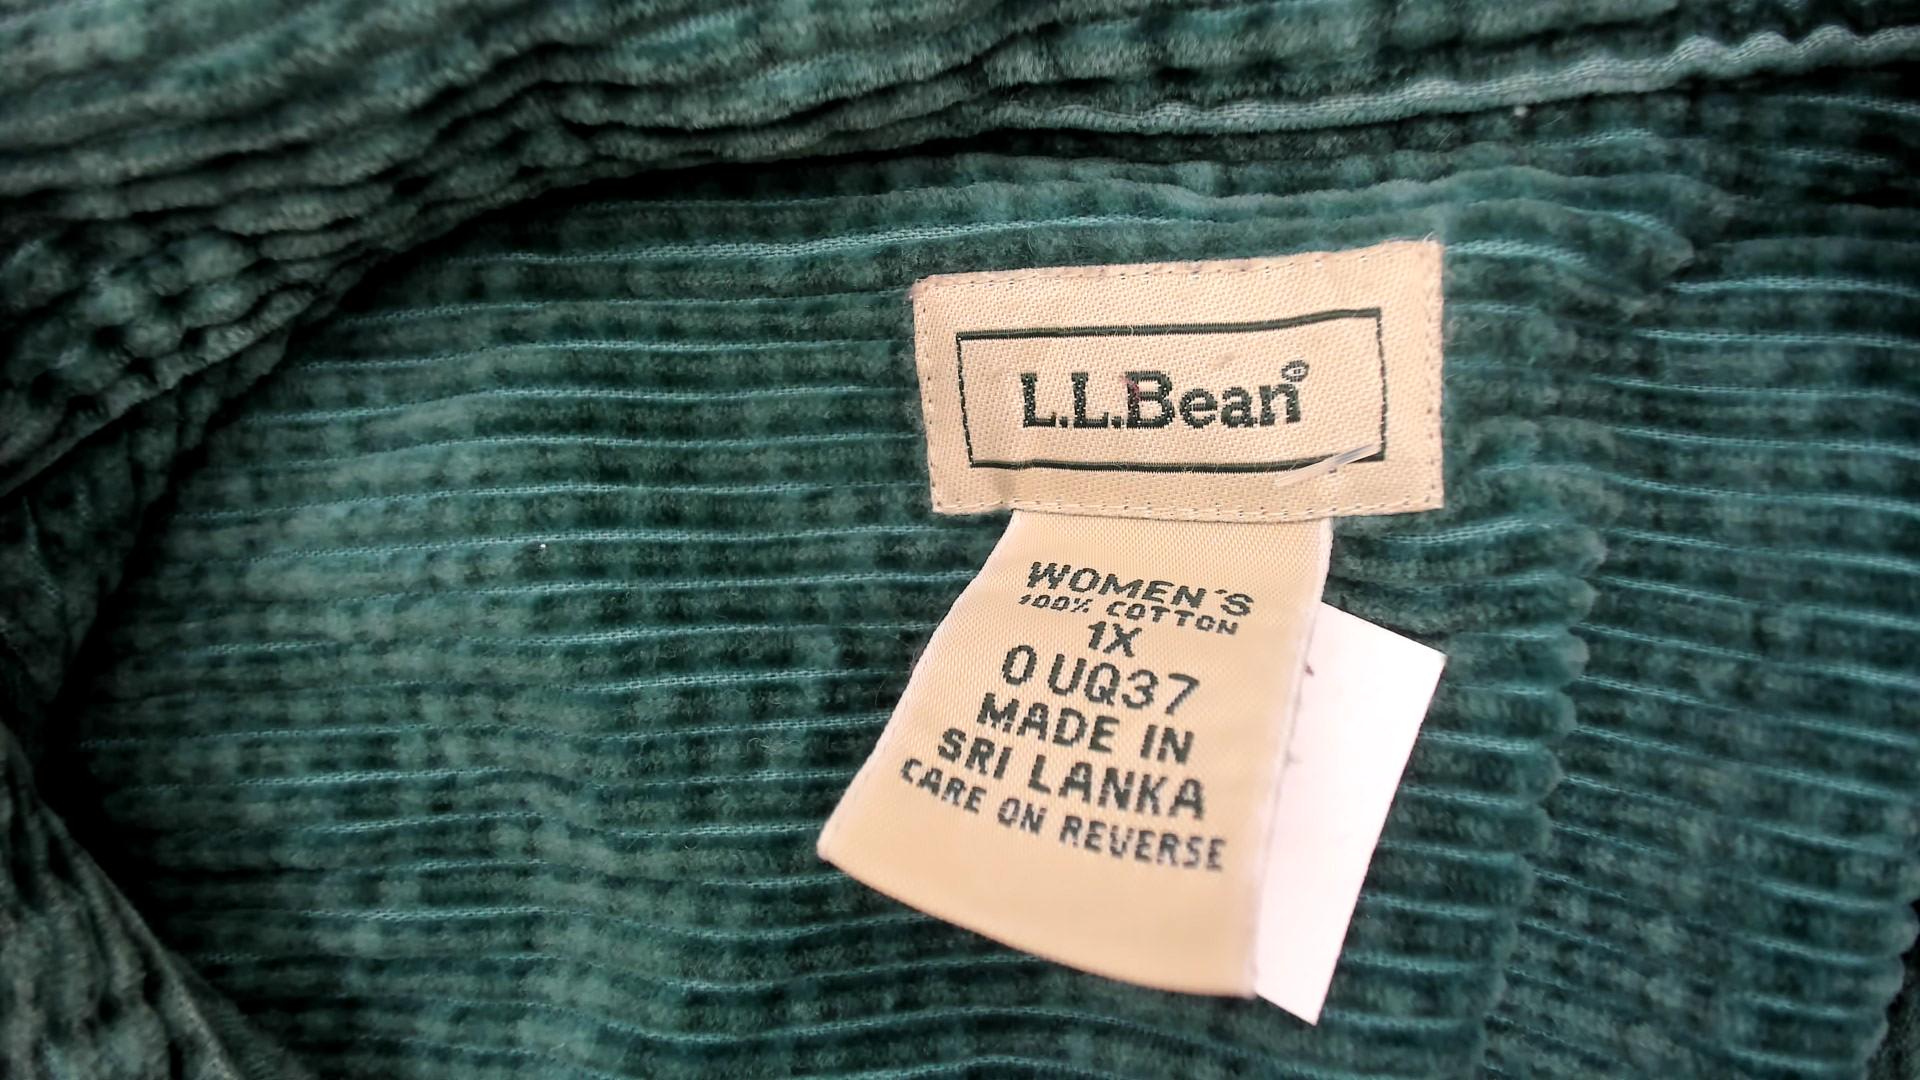 L.L.Bean®
WOMEN'S
100% COTTON
1X
0 UQ37
MADE IN
SRI LANKA
CARE ON REVERSE